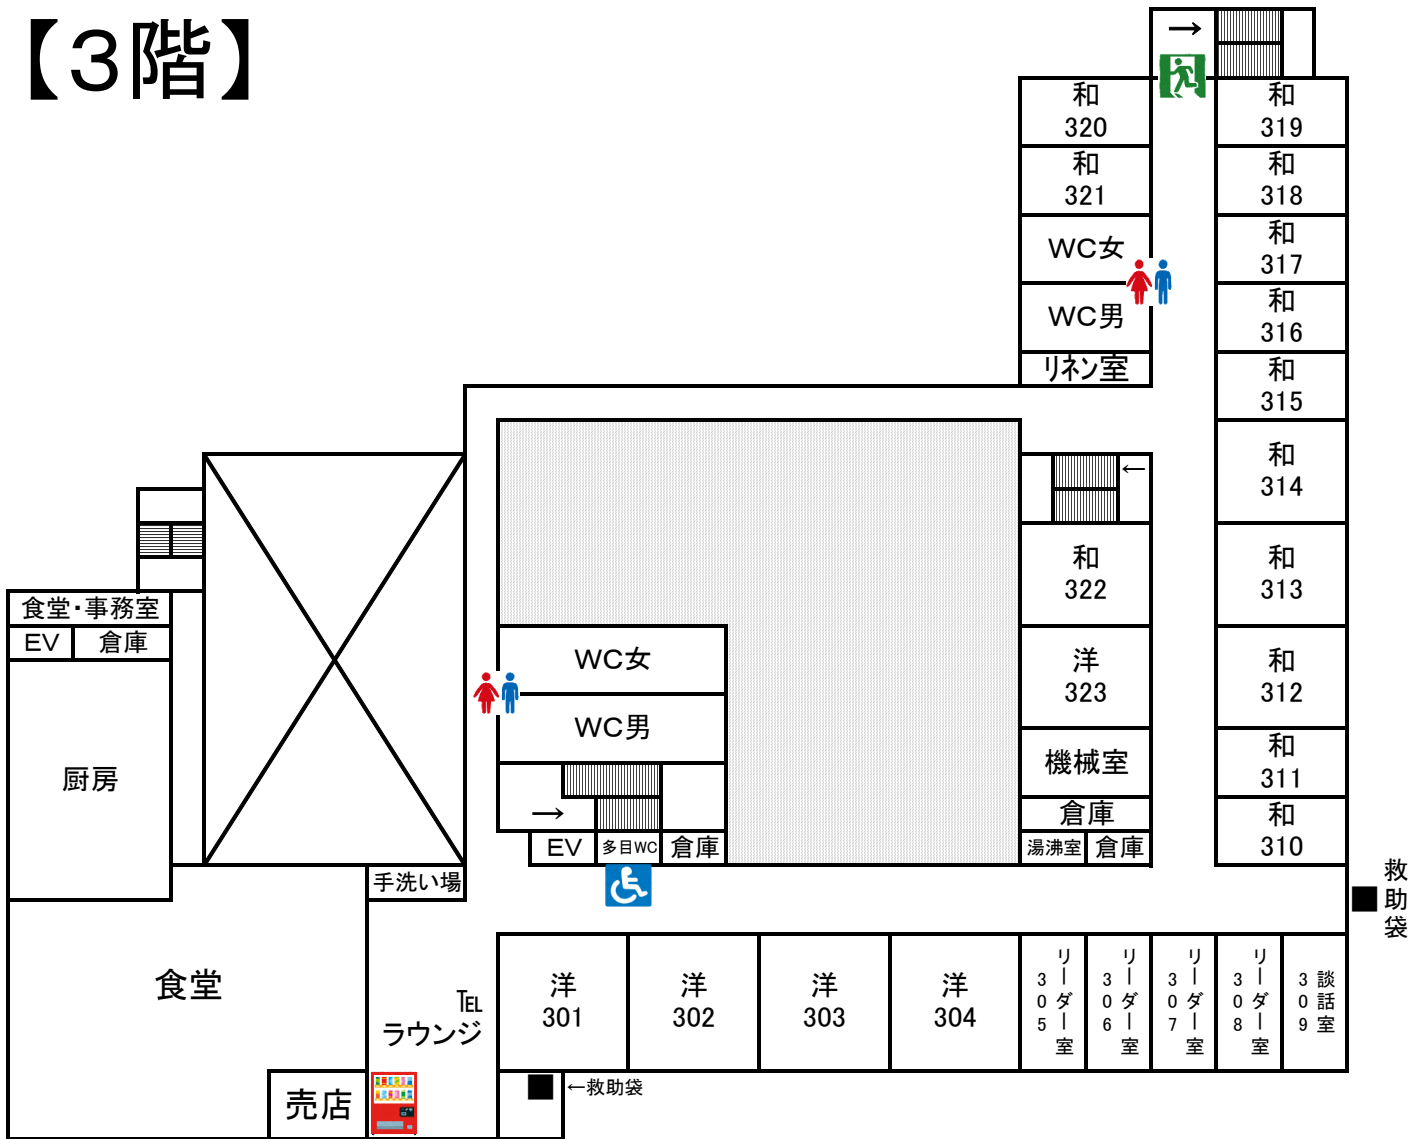 【３階】
→
和
320
和
319
和
321
和
318
WC女
和
317
WC男
和
316
リネン室
和
315
←
和
314
和
322
和
313
食堂・事務室
EV
倉庫
WC女
洋
323
和
312
厨房
WC男
機械室
和
311
→
倉庫
和
310
EV
多目WC
倉庫
湯沸室
倉庫
手洗い場
救助袋
食堂
TEL
ラウンジ
洋
301
洋
302
洋
303
洋
304
リーダー室
305
リーダー室
306
リーダー室
307
リーダー室
308
談話室
309
売店
←救助袋